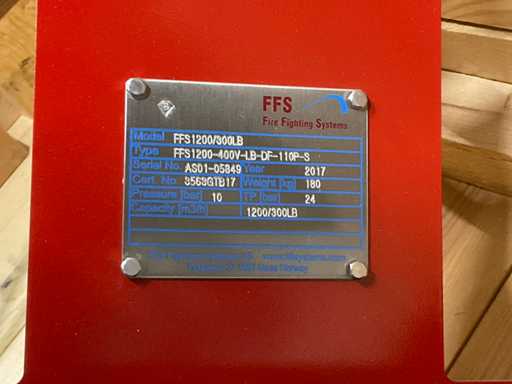 FFS
Fire Fighting Systems
Model FFS1200/300LB
Type FFS1200-400V-LB-DF-110P-S
Serial No. AS01-05849 Year 2017
Cert. No. 3563GTB17 Weight [kg] 180
Pressure [bar] 10 TP [bar] 24
Capacity [m3/h] 1200/300LB
Norway